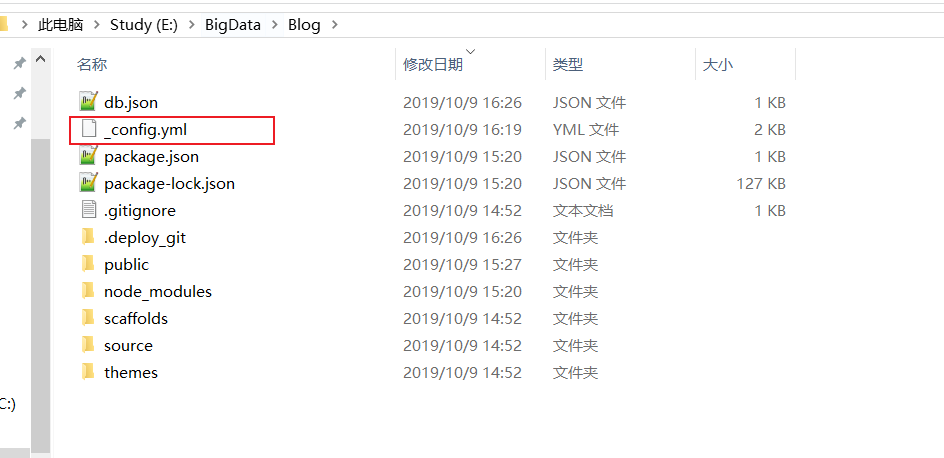 此电脑 > Study (E:) > BigData > Blog >
名称 修改日期 类型 大小
db.json 2019/10/9 16:26 JSON 文件 1 KB
_config.yml 2019/10/9 16:19 YML 文件 2 KB
package.json 2019/10/9 15:20 JSON 文件 1 KB
package-lock.json 2019/10/9 15:20 JSON 文件 127 KB
.gitignore 2019/10/9 14:52 文本文档 1 KB
.deploy_git 2019/10/9 16:26 文件夹
public 2019/10/9 15:27 文件夹
node_modules 2019/10/9 15:20 文件夹
scaffolds 2019/10/9 14:52 文件夹
source 2019/10/9 14:52 文件夹
themes 2019/10/9 14:52 文件夹
C:)